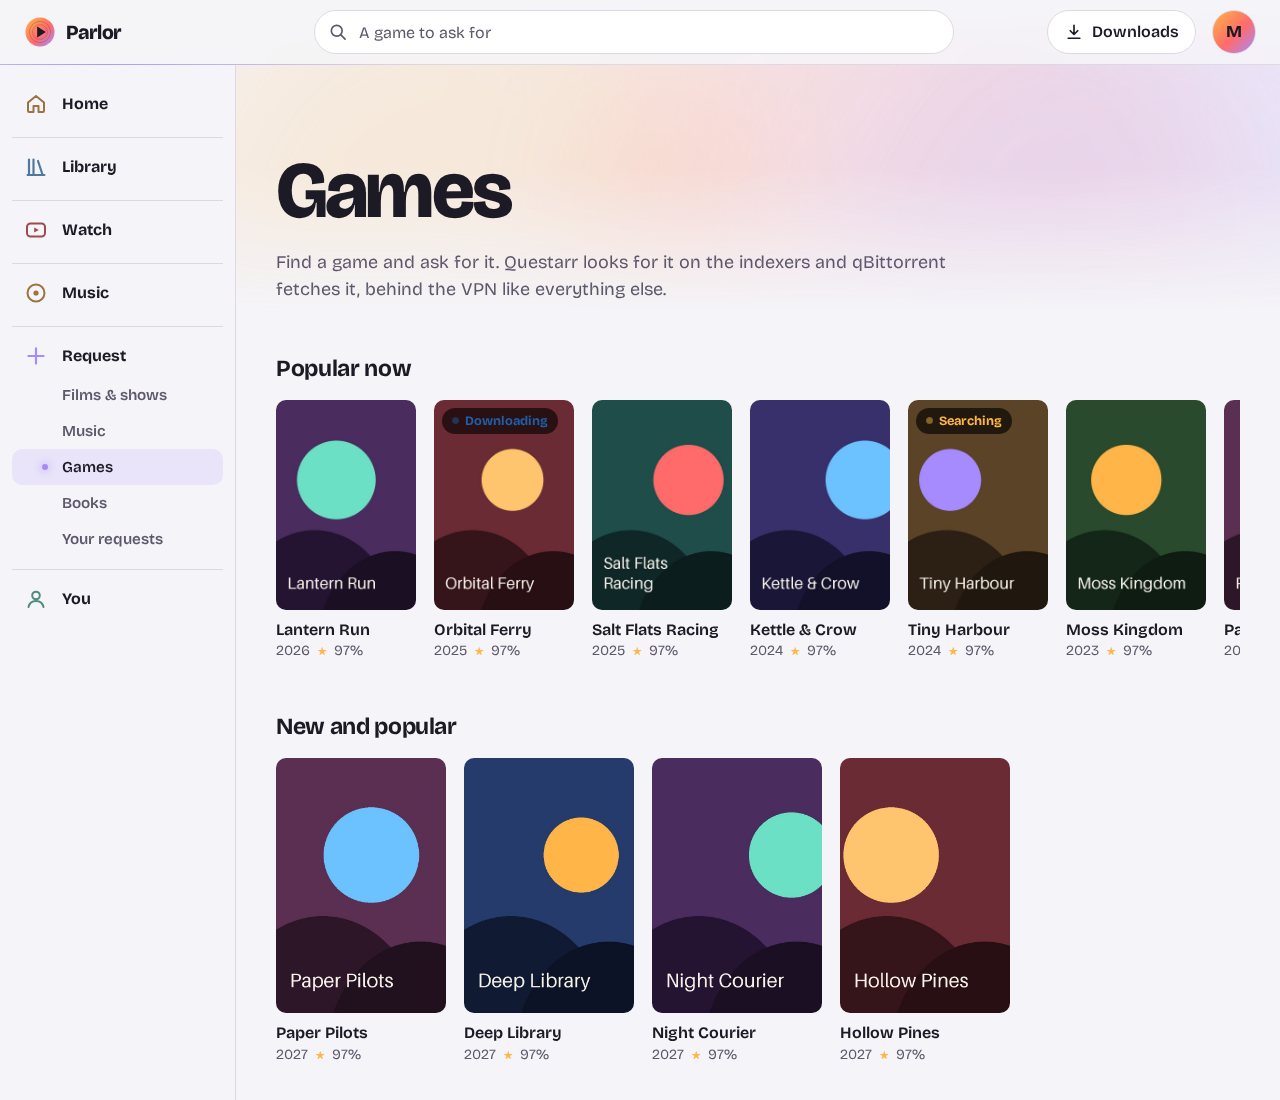 Parlor
A game to ask for
Downloads
M
Home
Library
Watch
Music
Request
Films & shows
Music
Games
Books
Your requests
You
Games
Find a game and ask for it. Questarr looks for it on the indexers and qBittorrent
fetches it, behind the VPN like everything else.
Popular now
Downloading
Searching
Lantern Run
Orbital Ferry
Salt Flats
Racing
Kettle & Crow
Tiny Harbour
Moss Kingdom
Lantern Run
Orbital Ferry
Salt Flats Racing
Kettle & Crow
Tiny Harbour
Moss Kingdom
Pa
2026 ★ 97%
2025 ★ 97%
2025 ★ 97%
2024 ★ 97%
2024 ★ 97%
2023 ★ 97%
20
New and popular
Paper Pilots
Deep Library
Night Courier
Hollow Pines
Paper Pilots
Deep Library
Night Courier
Hollow Pines
2027 ★ 97%
2027 ★ 97%
2027 ★ 97%
2027 ★ 97%